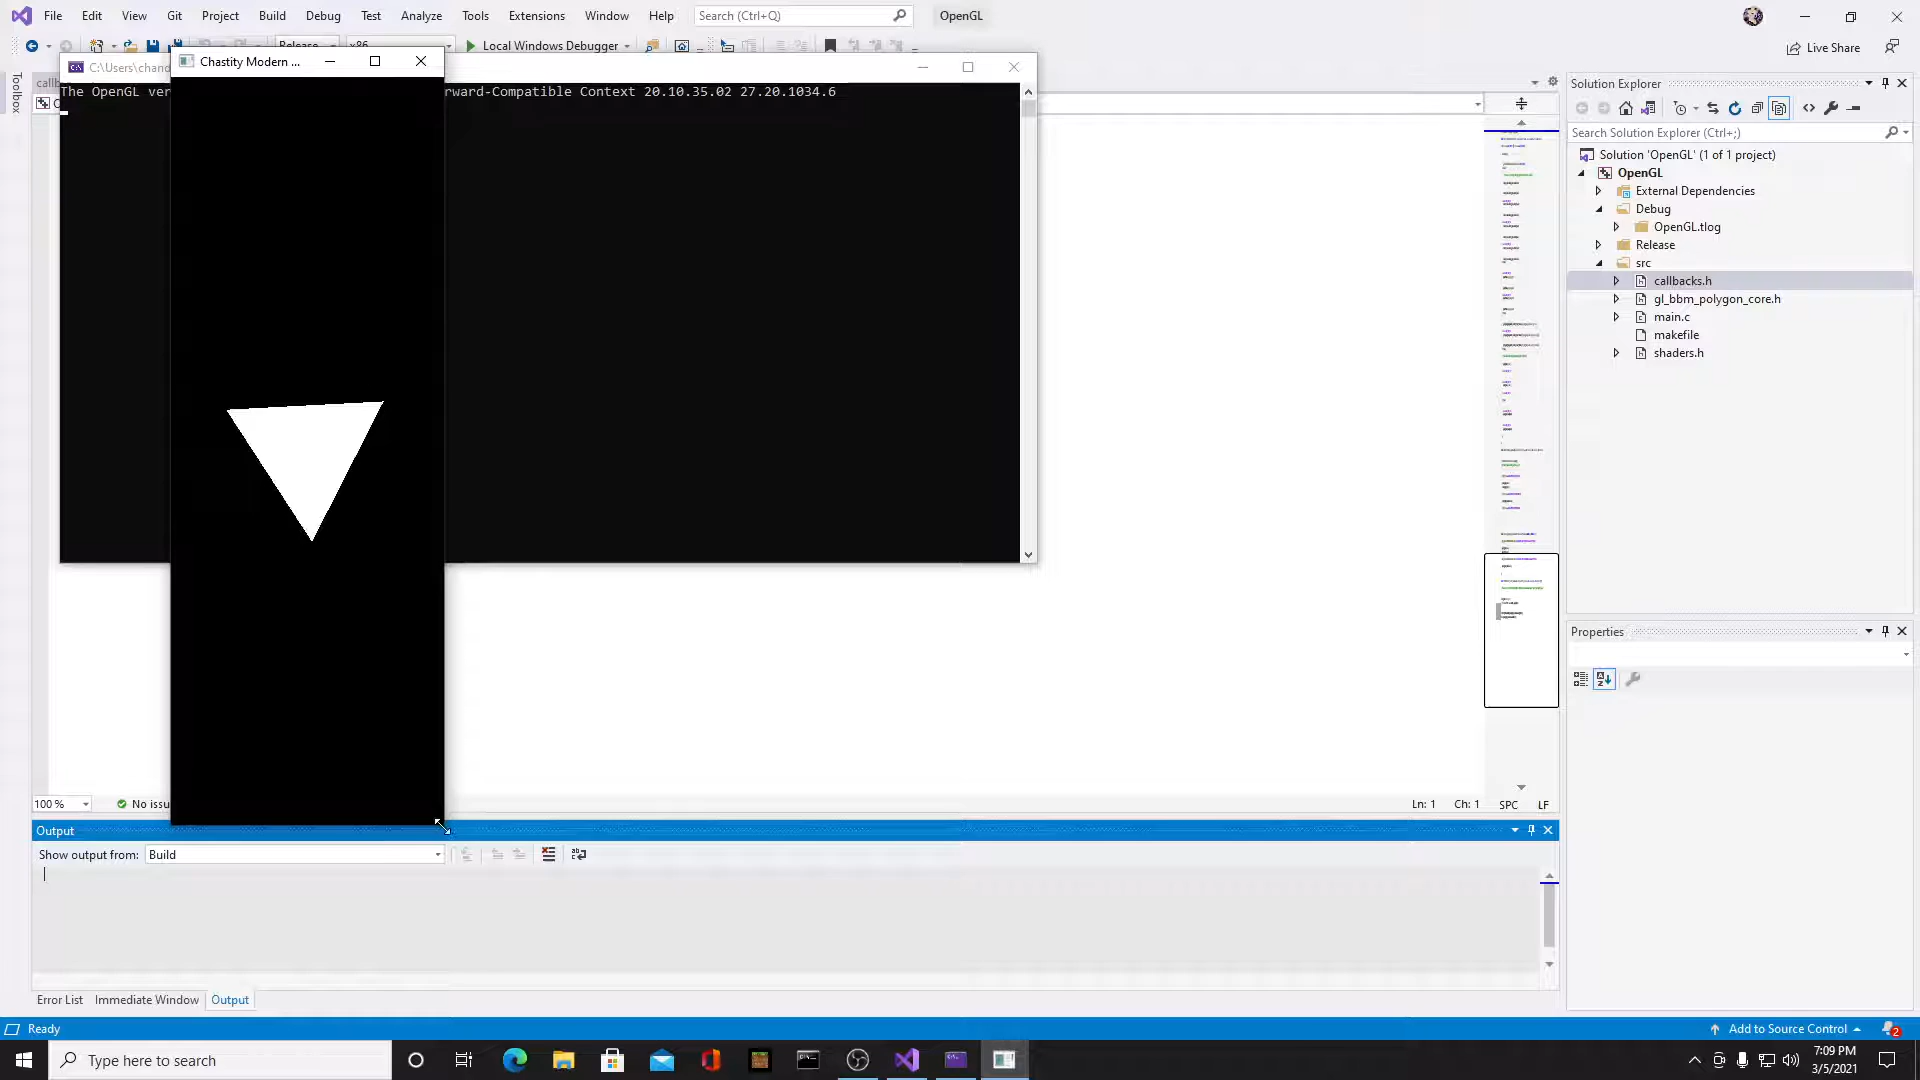 File Edit View Git Project Build Debug Test Analyze Tools Extensions Window Help Search (Ctrl+Q) OpenGL
Release x86 Local Windows Debugger Live Share
Chastity Modern ...
C:\Users\chand
Toolbox
callb
The OpenGL ver rward-Compatible Context 20.10.35.02 27.20.1034.6
Solution Explorer
Search Solution Explorer (Ctrl+;)
Solution 'OpenGL' (1 of 1 project)
OpenGL
External Dependencies
Debug
OpenGL.tlog
Release
src
callbacks.h
gl_bbm_polygon_core.h
main.c
makefile
shaders.h
Properties
100 % No issu Ln: 1 Ch: 1 SPC LF
Output
Show output from: Build
Error List Immediate Window Output
Ready Add to Source Control 2
Type here to search
7:09 PM
3/5/2021